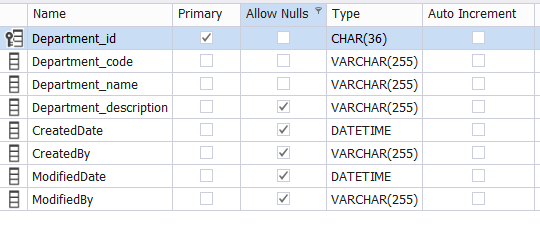 Name Primary Allow Nulls Type Auto Increment
Department_id CHAR(36)
Department_code VARCHAR(255)
Department_name VARCHAR(255)
Department_description VARCHAR(255)
CreatedDate DATETIME
CreatedBy VARCHAR(255)
ModifiedDate DATETIME
ModifiedBy VARCHAR(255)